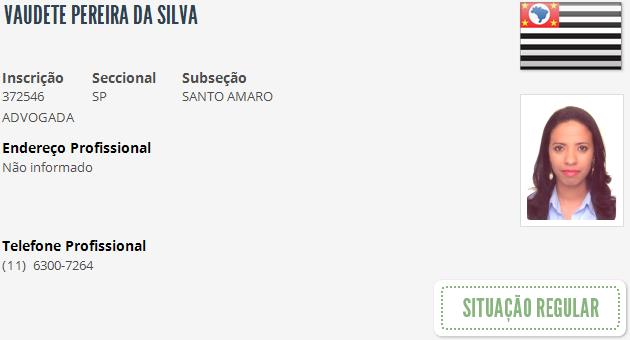 VAUDETE PEREIRA DA SILVA
Inscrição Seccional Subseção
372546 SP SANTO AMARO
ADVOGADA
Endereço Profissional
Não informado
Telefone Profissional
(11) 6300-7264
SITUAÇÃO REGULAR